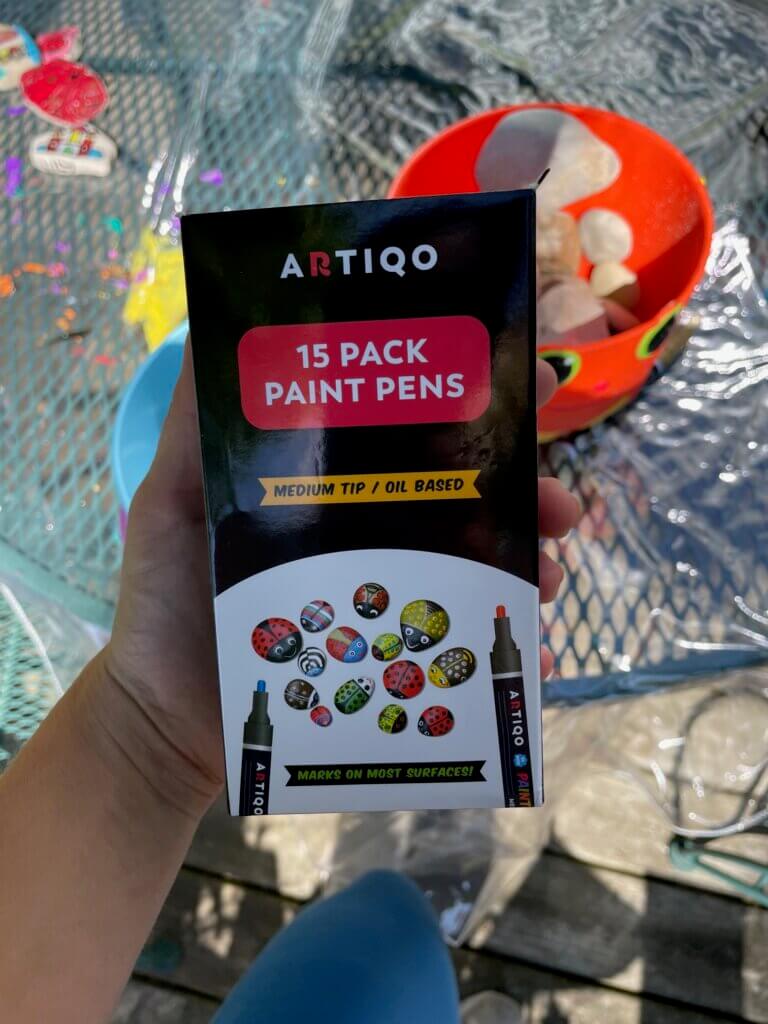 ARTIQO
15 PACK
PAINT PENS
MEDIUM TIP / OIL BASED
ARTIQO
ARTIQO
PAINT
MARKS ON MOST SURFACES!